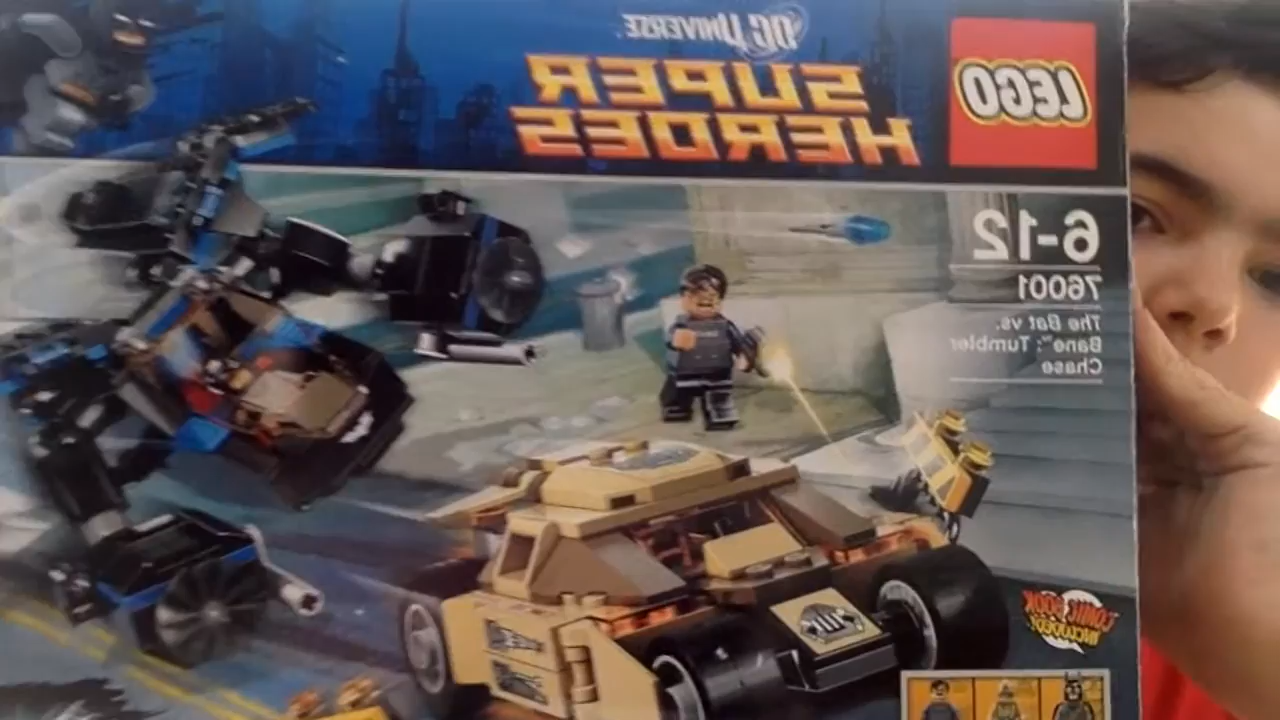 LEGO
DC UNIVERSE
SUPER
HEROES
6-12
76001
The Bat vs.
Bane™: Tumbler
Chase
COMIC BOOK
INCLUDED!